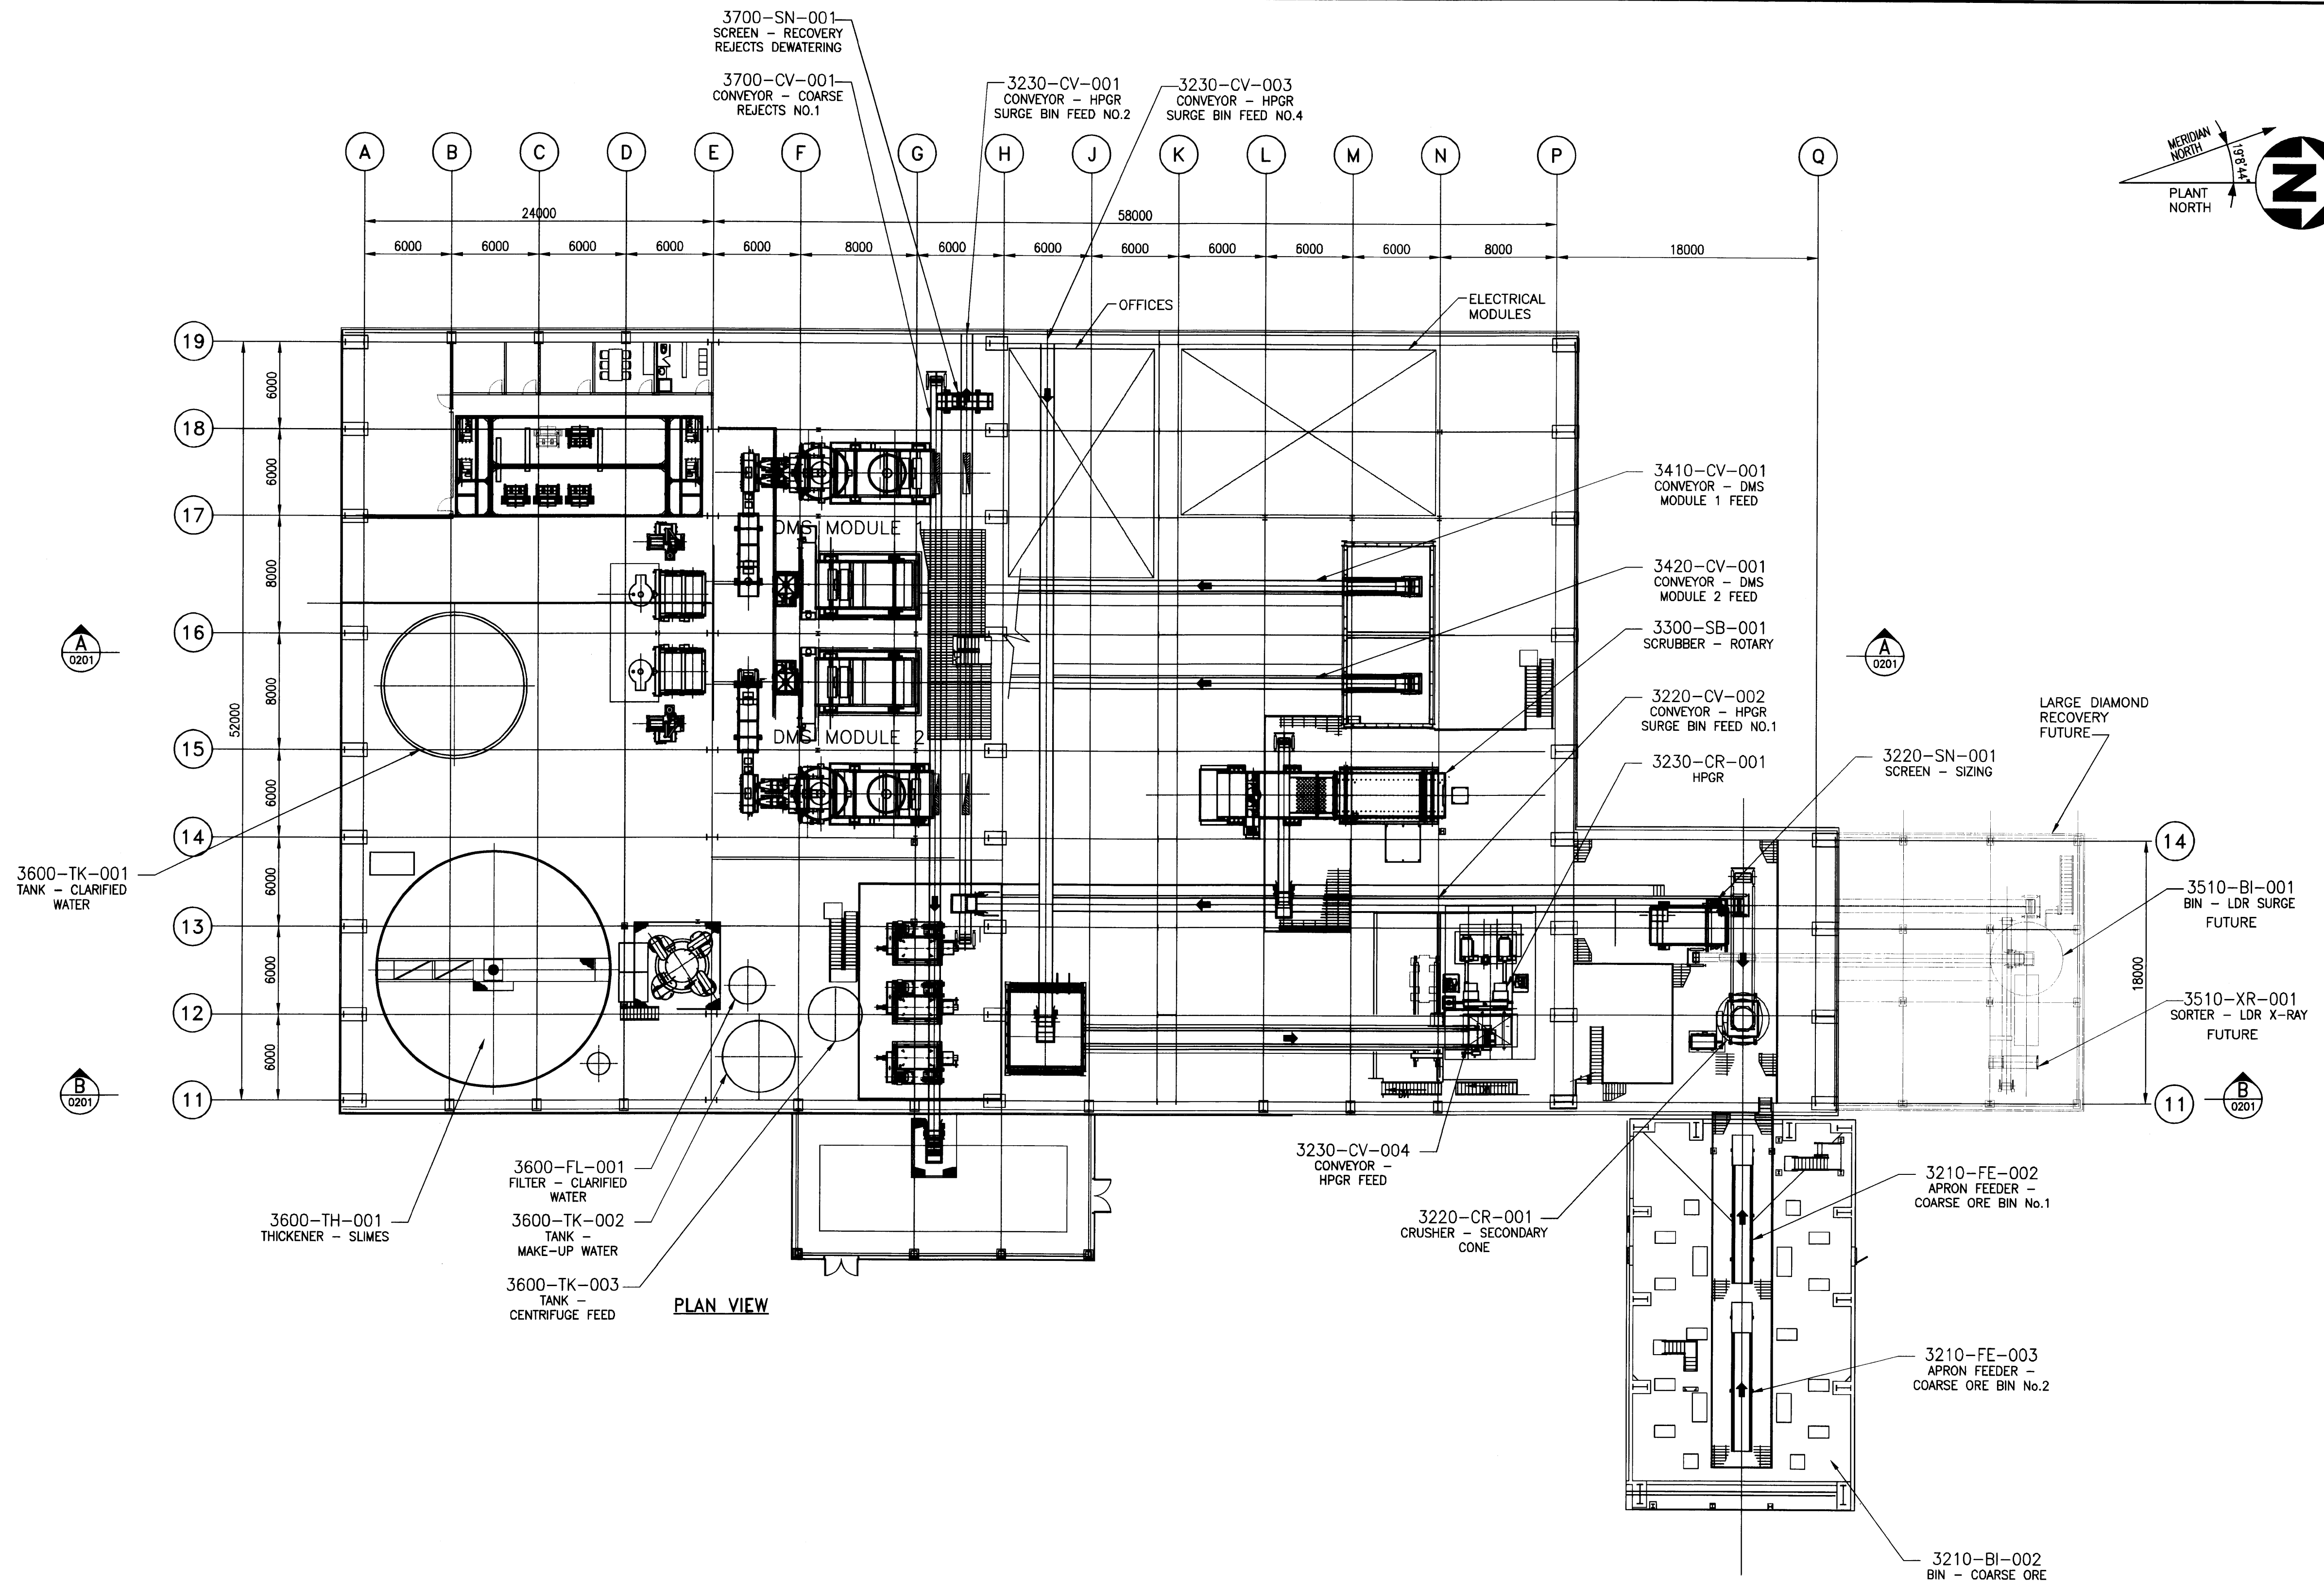 3700-SN-001
SCREEN - RECOVERY
REJECTS DEWATERING
3700-CV-001
CONVEYOR - COARSE
REJECTS NO.1
3230-CV-001
CONVEYOR - HPGR
SURGE BIN FEED NO.2
3230-CV-003
CONVEYOR - HPGR
SURGE BIN FEED NO.4
MERIDIAN
NORTH
19°8'44"
PLANT
NORTH
N
A B C D E F G H J K L M N P Q
24000 58000
6000 6000 6000 6000 6000 8000 6000 6000 6000 6000 6000 6000 8000 18000
OFFICES
ELECTRICAL
MODULES
19
18
17
16
15
14
13
12
11
6000
6000
8000
8000
6000
6000
6000
6000
52000
A
0201
B
0201
DMS MODULE 1
DMS MODULE 2
3410-CV-001
CONVEYOR - DMS
MODULE 1 FEED
3420-CV-001
CONVEYOR - DMS
MODULE 2 FEED
3300-SB-001
SCRUBBER - ROTARY
3220-CV-002
CONVEYOR - HPGR
SURGE BIN FEED NO.1
3230-CR-001
HPGR
A
0201
3220-SN-001
SCREEN - SIZING
LARGE DIAMOND
RECOVERY
FUTURE
14
3510-BI-001
BIN - LDR SURGE
FUTURE
18000
3510-XR-001
SORTER - LDR X-RAY
FUTURE
11
B
0201
3600-TK-001
TANK - CLARIFIED
WATER
3600-TH-001
THICKENER - SLIMES
3600-FL-001
FILTER - CLARIFIED
WATER
3600-TK-002
TANK -
MAKE-UP WATER
3600-TK-003
TANK -
CENTRIFUGE FEED
PLAN VIEW
3230-CV-004
CONVEYOR -
HPGR FEED
3220-CR-001
CRUSHER - SECONDARY
CONE
3210-FE-002
APRON FEEDER -
COARSE ORE BIN No.1
3210-FE-003
APRON FEEDER -
COARSE ORE BIN No.2
3210-BI-002
BIN - COARSE ORE